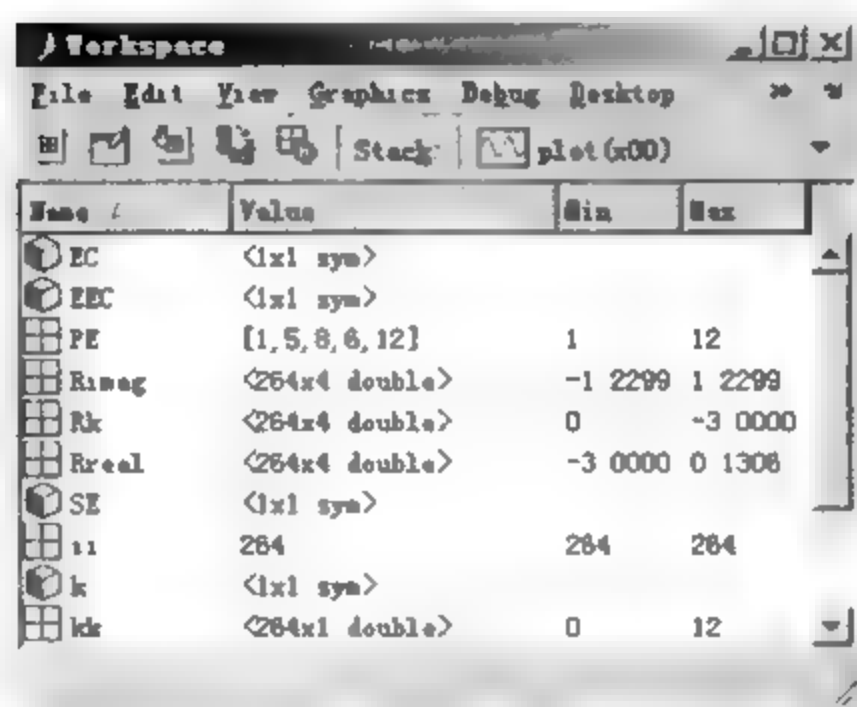 Workspace
File Edit View Graphics Debug Desktop
Stack plot(x00)
Name Value Min Max
EC <1x1 sym>
EEC <1x1 sym>
PE [1,5,8,6,12] 1 12
Rimag <264x4 double> -1 2299 1 2299
Rk <264x4 double> 0 -3 0000
Rreal <264x4 double> -3 0000 0 1306
SE <1x1 sym>
ii 264 264 264
k <1x1 sym>
kk <264x1 double> 0 12